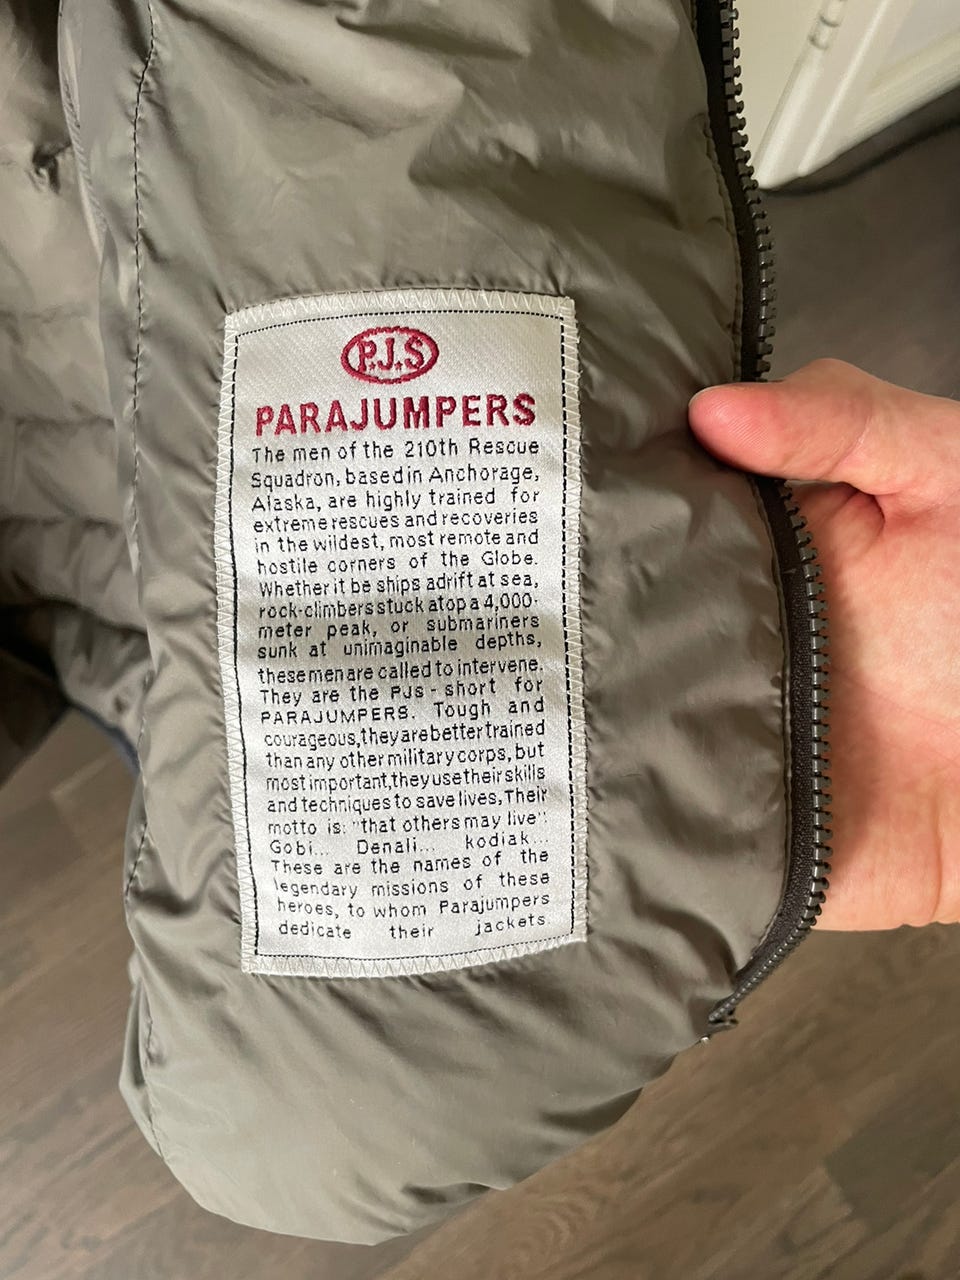 P.J.S
PARAJUMPERS
The men of the 210th Rescue
Squadron, based in Anchorage,
Alaska, are highly trained for
extreme rescues and recoveries
in the wildest, most remote and
hostile corners of the Globe.
Whether it be ships adrift at sea,
rock-climbers stuck atop a 4,000-
meter peak, or submariners
sunk at unimaginable depths,
these men are called to intervene.
They are the PJs - short for
PARAJUMPERS. Tough and
courageous, they are better trained
than any other military corps, but
most important, they use their skills
and techniques to save lives, Their
motto is: "that others may live":
Gobi... Denali... kodiak...
These are the names of the
legendary missions of these
heroes, to whom Parajumpers
dedicate their jackets.